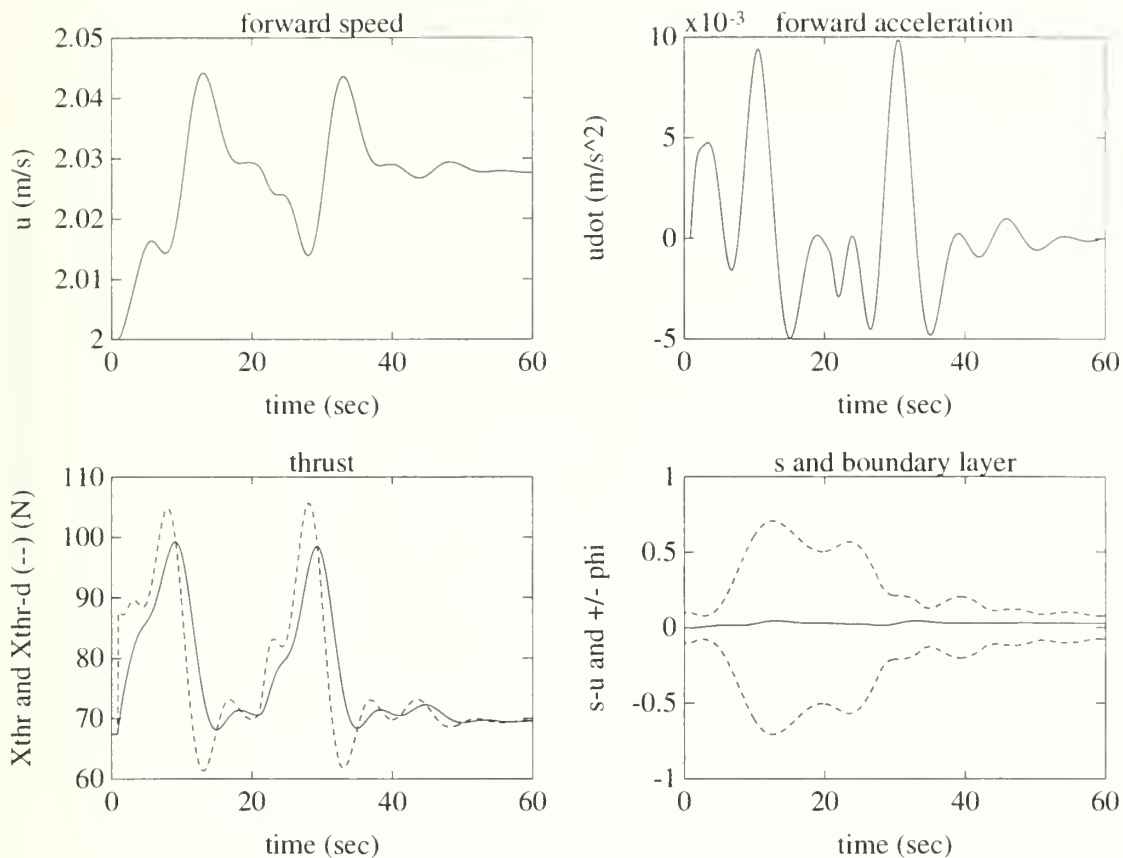 forward speed
2.05
2.04
2.03
2.02
2.01
2
u (m/s)
0 20 40 60
time (sec)
x10^-3 forward acceleration
10
5
0
-5
udot (m/s^2)
0 20 40 60
time (sec)
thrust
110
100
90
80
70
60
Xthr and Xthr-d (--) (N)
0 20 40 60
time (sec)
s and boundary layer
1
0.5
0
-0.5
-1
s-u and +/- phi
0 20 40 60
time (sec)